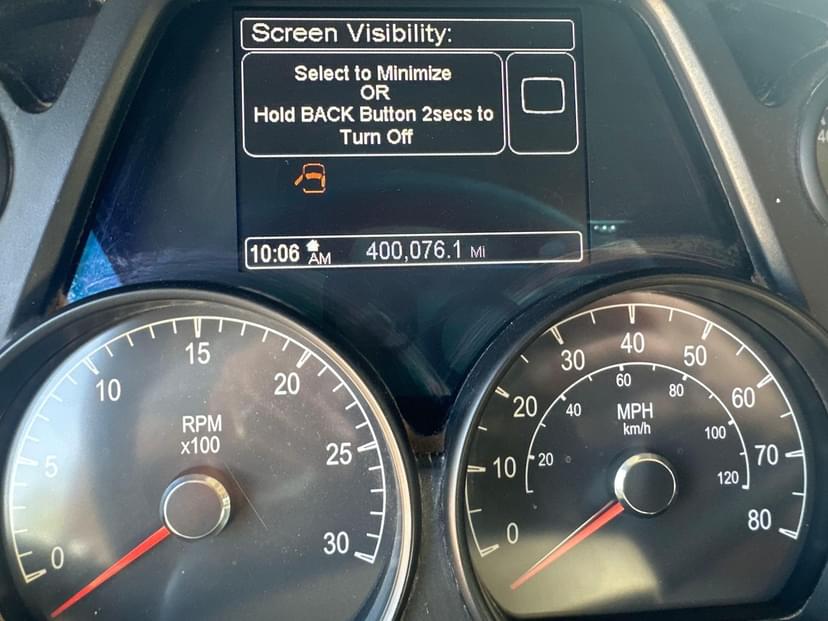 Screen Visibility:
Select to Minimize
OR
Hold BACK Button 2secs to
Turn Off
10:06 AM 400,076.1 Mi
0
5
10
15
20
25
30
RPM
x100
0
10
20
30
40
50
60
70
80
20
40
60
80
100
120
MPH
km/h